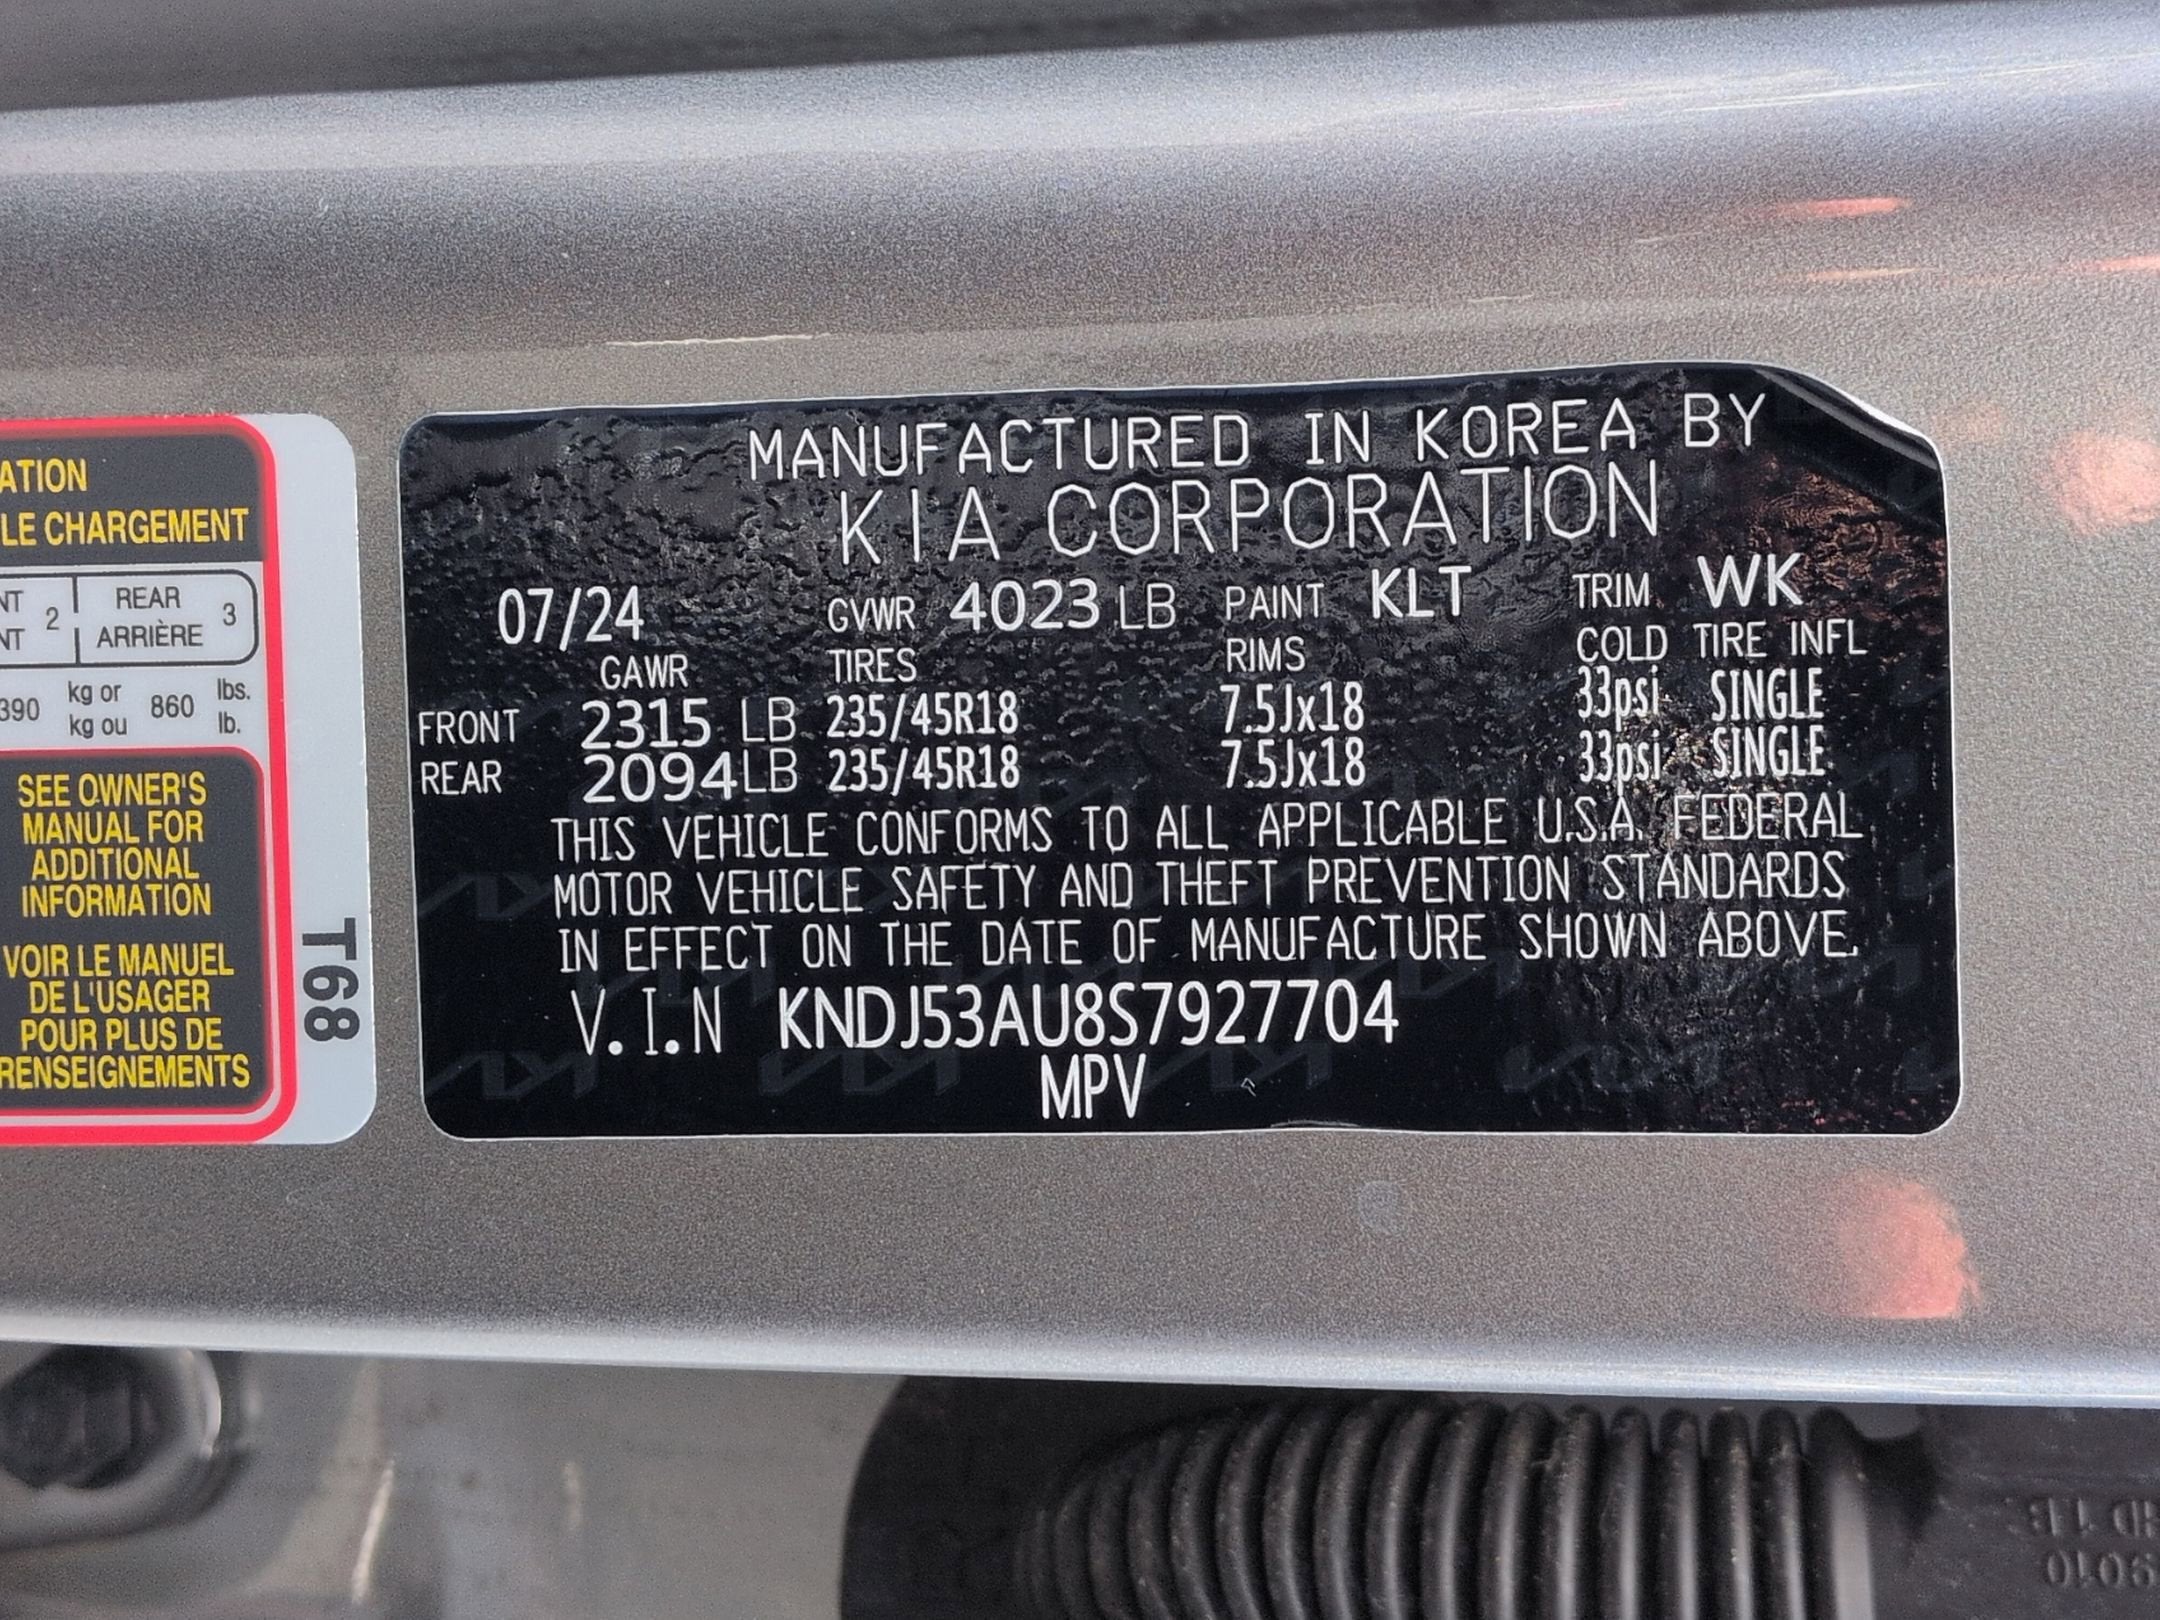 ATION
LE CHARGEMENT
NT 2 REAR 3
NT ARRIÈRE
390 kg or 860 lbs.
kg ou lb.
SEE OWNER'S
MANUAL FOR
ADDITIONAL
INFORMATION
VOIR LE MANUEL
DE L'USAGER
POUR PLUS DE
RENSEIGNEMENTS
T68
MANUFACTURED IN KOREA BY
KIA CORPORATION
07/24 GVWR 4023 LB PAINT KLT TRIM WK
GAWR TIRES RIMS COLD TIRE INFL
FRONT 2315 LB 235/45R18 7.5Jx18 33psi SINGLE
REAR 2094LB 235/45R18 7.5Jx18 33psi SINGLE
THIS VEHICLE CONFORMS TO ALL APPLICABLE U.S.A. FEDERAL
MOTOR VEHICLE SAFETY AND THEFT PREVENTION STANDARDS
IN EFFECT ON THE DATE OF MANUFACTURE SHOWN ABOVE.
V.I.N KNDJ53AU8S7927704
MPV